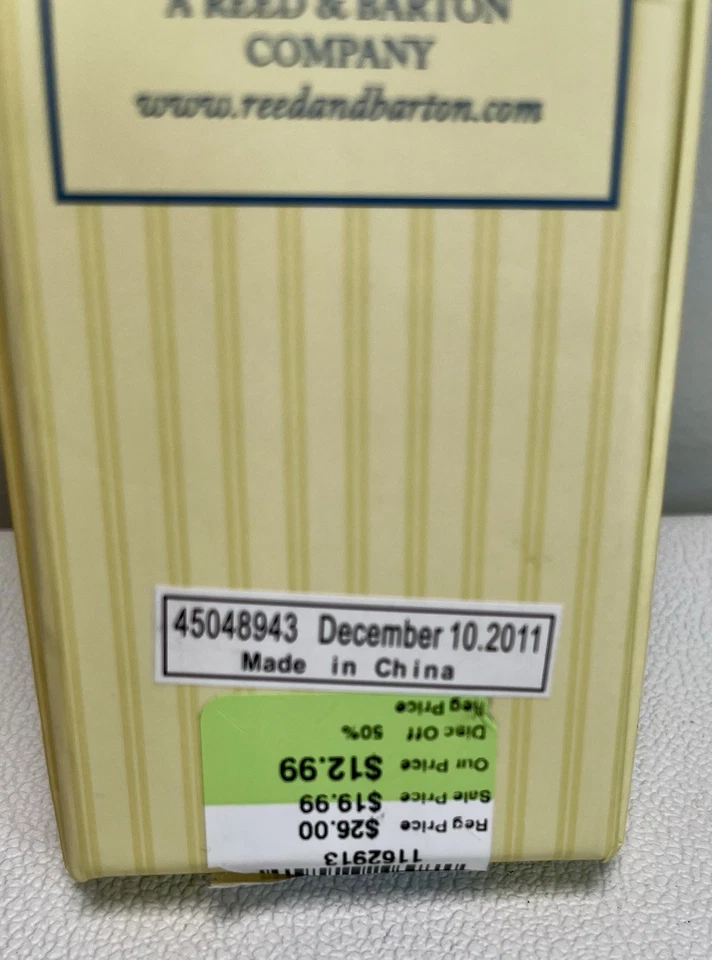 A REED & BARTON
COMPANY
www.reedandbarton.com
45048943 December 10.2011
Made in China
1162913
Reg Price $26.00
Sale Price $19.99
Our Price $12.99
Disc Off 50%
Reg Price